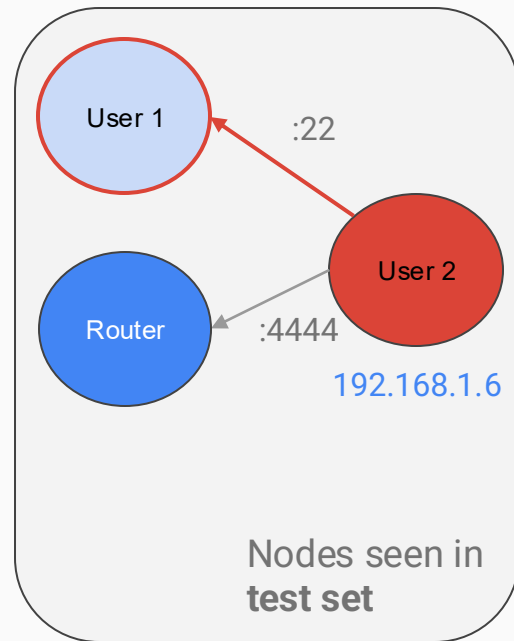 User 1
:22
User 2
Router
:4444
192.168.1.6
Nodes seen in
test set